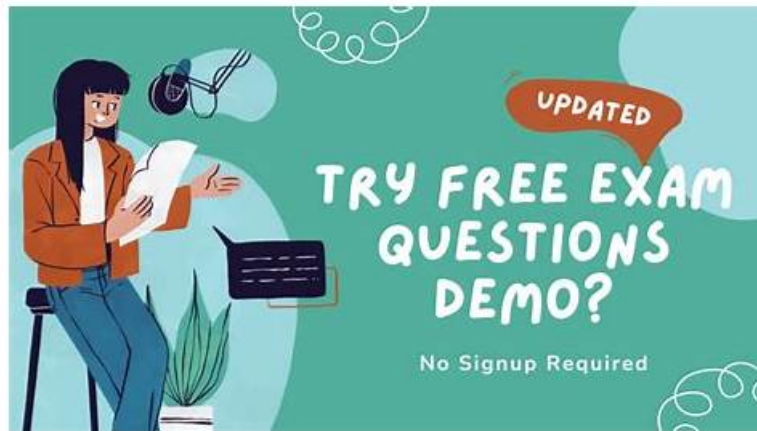 UPDATED
TRY FREE EXAM
QUESTIONS
DEMO?
No Signup Required